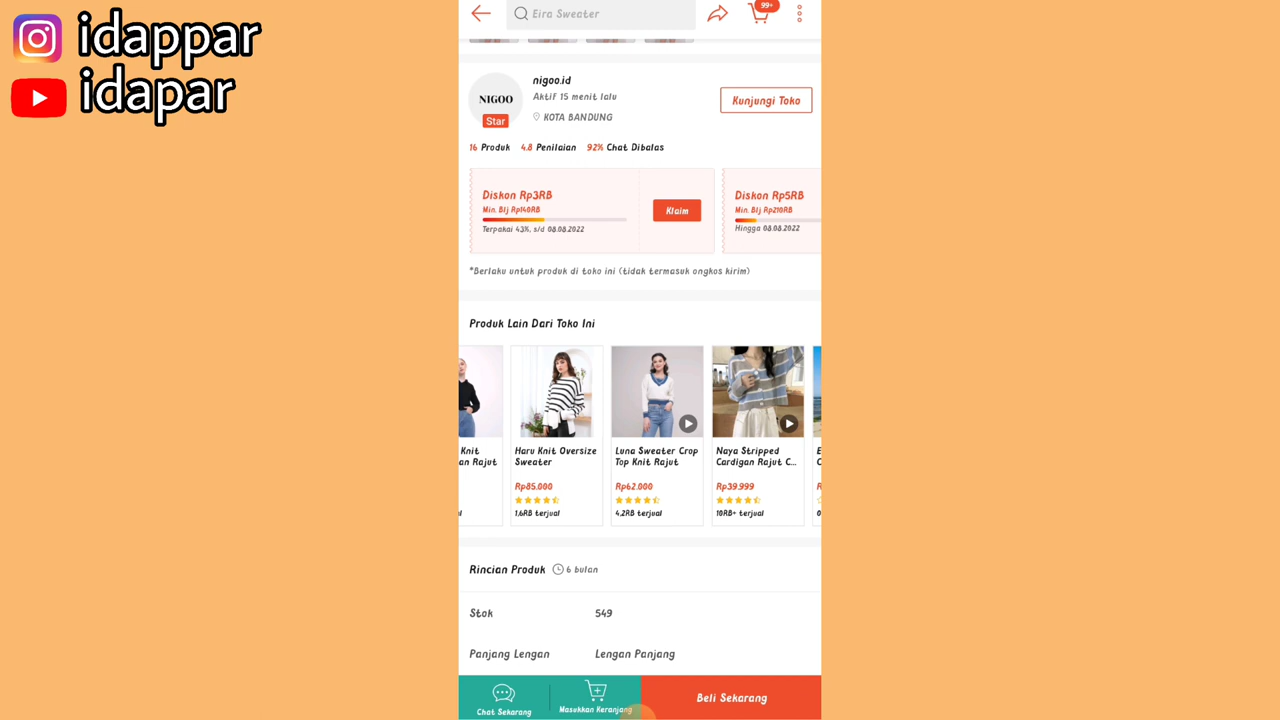 idappar
idapar
Eira Sweater
99+
NIGOO
Star
nigoo.id
Aktif 15 menit lalu
KOTA BANDUNG
Kunjungi Toko
16 Produk 4.8 Penilaian 92% Chat Dibalas
Diskon Rp3RB
Min. Blj Rp140RB
Terpakai 43%, s/d 08.08.2022
Klaim
Diskon Rp5RB
Min. Blj Rp210RB
Hingga 08.08.2022
*Berlaku untuk produk di toko ini (tidak termasuk ongkos kirim)
Produk Lain Dari Toko Ini
Knit
an Rajut
Haru Knit Oversize
Sweater
Rp85.000
1,6RB terjual
Luna Sweater Crop
Top Knit Rajut
Rp62.000
4,2RB terjual
Naya Stripped
Cardigan Rajut C...
Rp39.999
10RB+ terjual
Rincian Produk 6 bulan
Stok 549
Panjang Lengan Lengan Panjang
Chat Sekarang
Masukkan Keranjang
Beli Sekarang